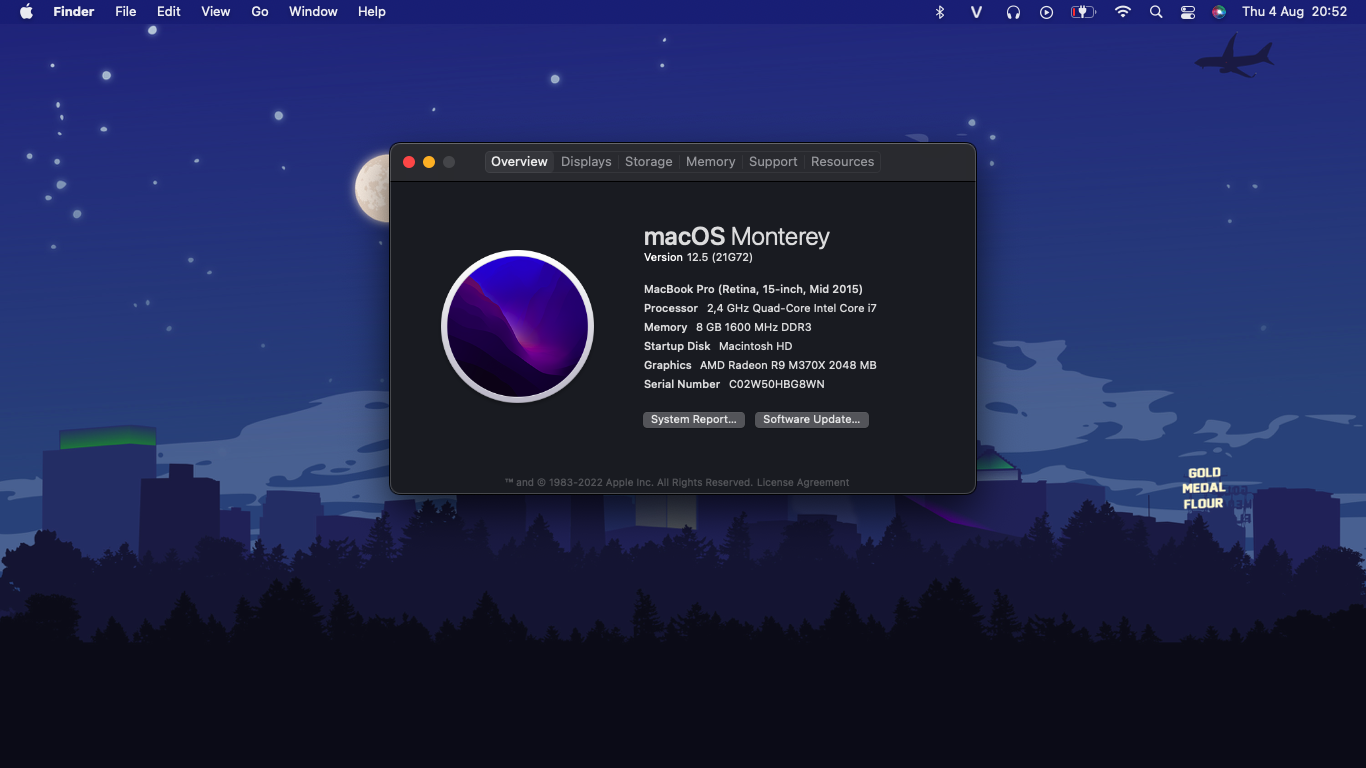 Finder File Edit View Go Window Help Thu 4 Aug 20:52
Overview Displays Storage Memory Support Resources
macOS Monterey
Version 12.5 (21G72)
MacBook Pro (Retina, 15-inch, Mid 2015)
Processor 2,4 GHz Quad-Core Intel Core i7
Memory 8 GB 1600 MHz DDR3
Startup Disk Macintosh HD
Graphics AMD Radeon R9 M370X 2048 MB
Serial Number C02W50HBG8WN
System Report... Software Update...
™ and © 1983-2022 Apple Inc. All Rights Reserved. License Agreement
GOLD
MEDAL
FLOUR